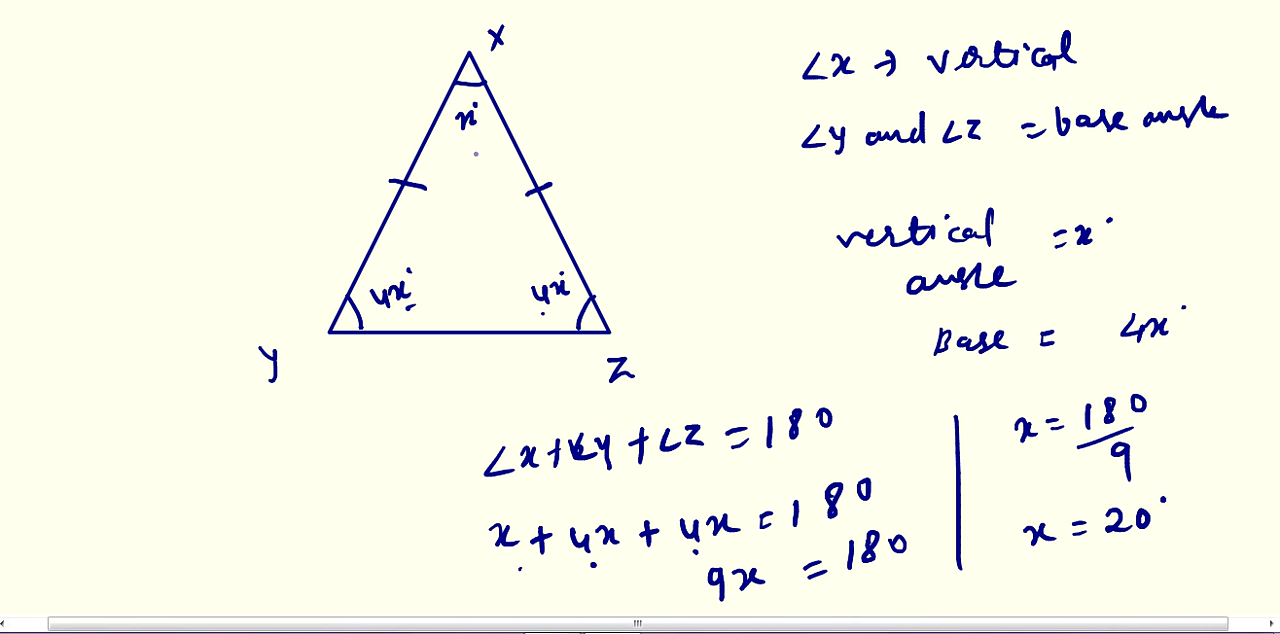 X
x°
4x°
4x°
Y
Z
∠x → vertical
∠y and ∠z = base angle
vertical angle = x°
Base = 4x°
∠x + ∠y + ∠z = 180
x + 4x + 4x = 180
9x = 180
x = 180/9
x = 20°